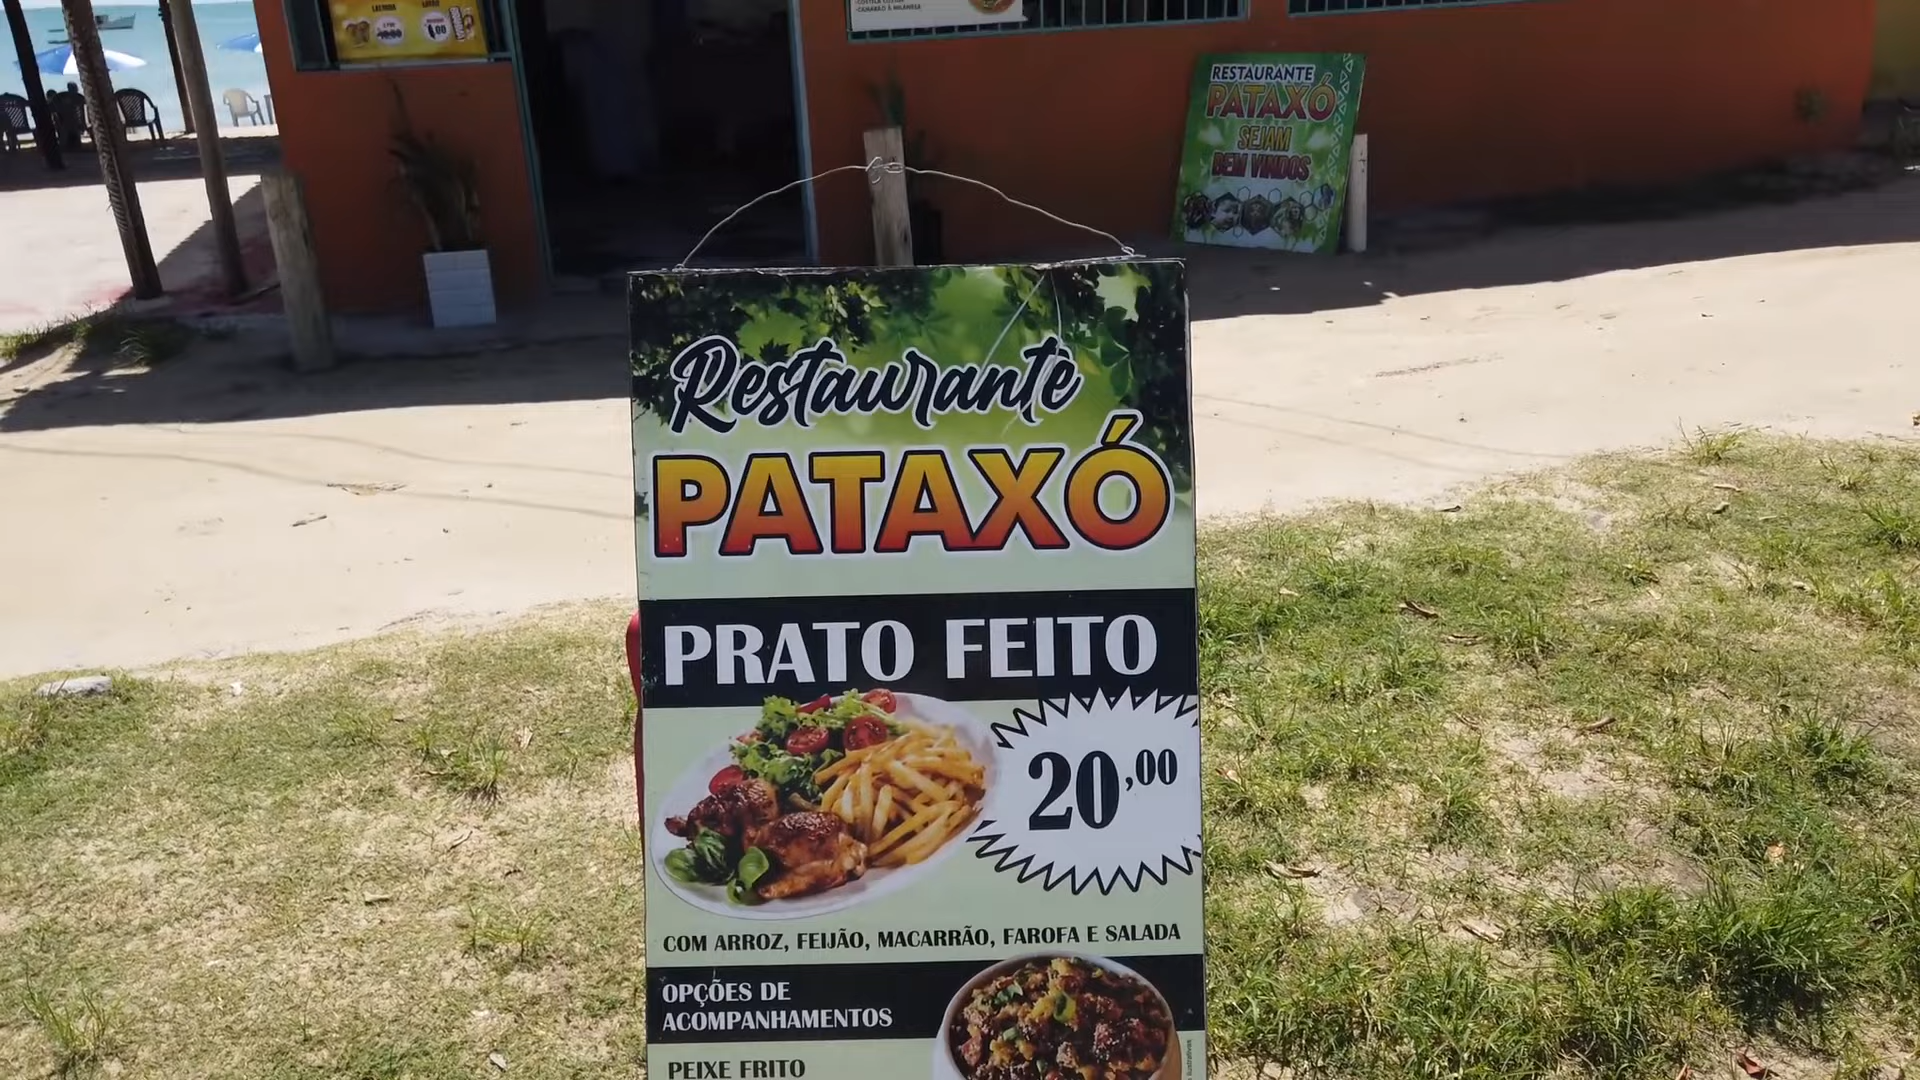 RESTAURANTE
PATAXÓ
SEJAM
BEM VINDOS
Restaurante
PATAXÓ
PRATO FEITO
20,00
COM ARROZ, FEIJÃO, MACARRÃO, FAROFA E SALADA
OPÇÕES DE
ACOMPANHAMENTOS
PEIXE FRITO